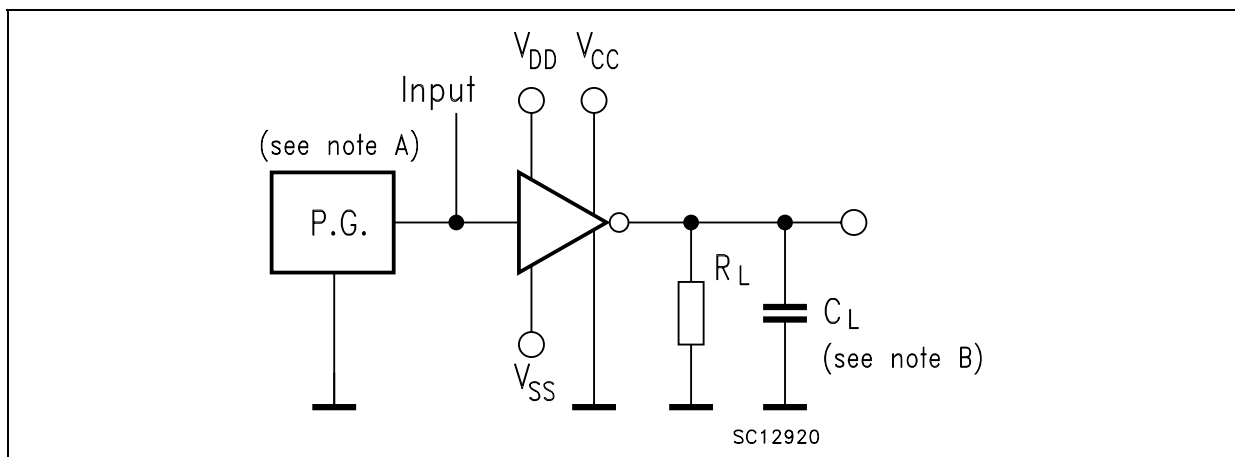 V_DD V_CC
Input
(see note A)
P.G.
R_L
C_L
(see note B)
V_SS
SC12920